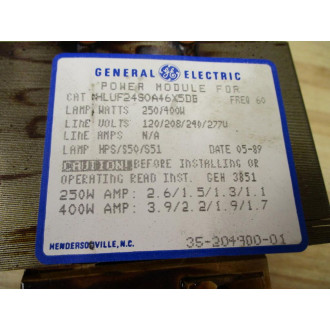 GENERAL GE ELECTRIC
POWER MODULE FOR
CAT HLUF24S0A46X5DB FREQ 60
LAMP WATTS 250/400W
LINE VOLTS 120/208/240/277V
LINE AMPS N/A
LAMP HPS/S50/S51 DATE 05-89
CAUTION: BEFORE INSTALLING OR
OPERATING READ INST. GEH 3851
250W AMP: 2.6/1.5/1.3/1.1
400W AMP: 3.9/2.2/1.9/1.7
HENDERSONVILLE, N.C. 35-204900-01